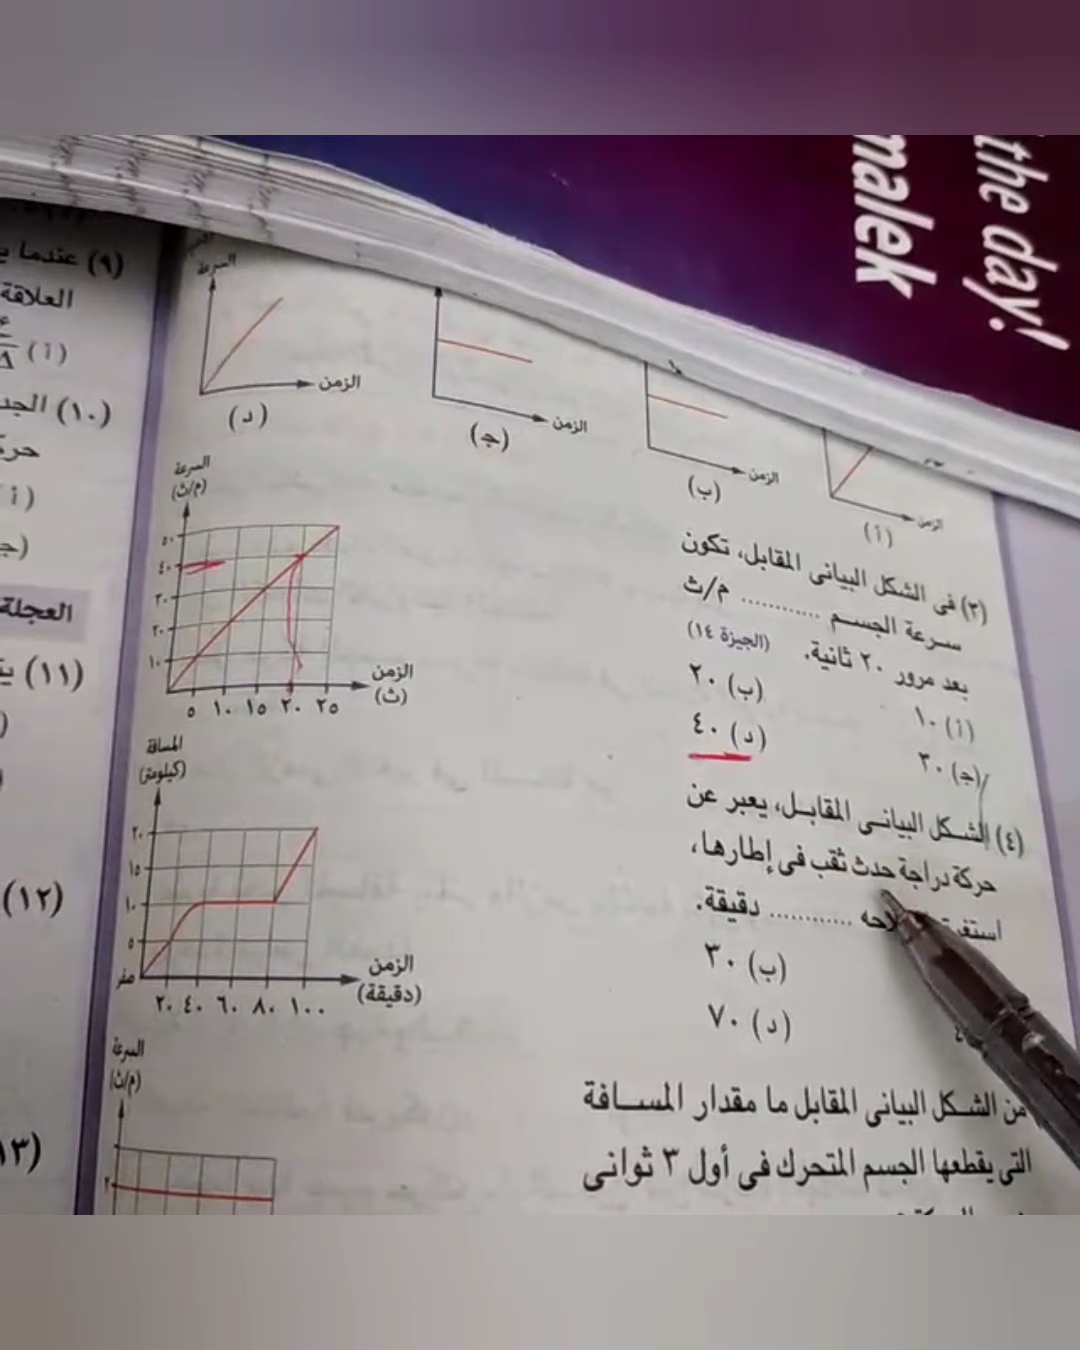 the day!
malek
(٩) عندما
العلاقة
(أ)
(١٠)
(أ)
العجلة
(١١)
(١٢)
السرعة
الزمن
(د)
الزمن
(جـ)
الزمن
(ب)
الزمن
(أ)
(٣) فى الشكل البيانى المقابل، تكون
سرعة الجسم ............ م/ث
بعد مرور ٢٠ ثانية.
(الجيزة ١٤)
(أ) ١٠
(ب) ٢٠
(جـ) ٣٠
(د) ٤٠
السرعة
(م/ث)
٥٠
٤٠
٣٠
٢٠
١٠
٥ ١٠ ١٥ ٢٠ ٢٥
الزمن
(ث)
(٤) الشكل البيانى المقابل، يعبر عن
حركة دراجة حدث ثقب فى إطارها،
............ دقيقة.
(ب) ٣٠
(د) ٧٠
المسافة
(كيلومتر)
٢٠
١٥
١٠
٥
صفر
٢٠ ٤٠ ٦٠ ٨٠ ١٠٠
الزمن
(دقيقة)
من الشكل البيانى المقابل ما مقدار المسافة
التى يقطعها الجسم المتحرك فى أول ٣ ثوانى
السرعة
(م/ث)
٢